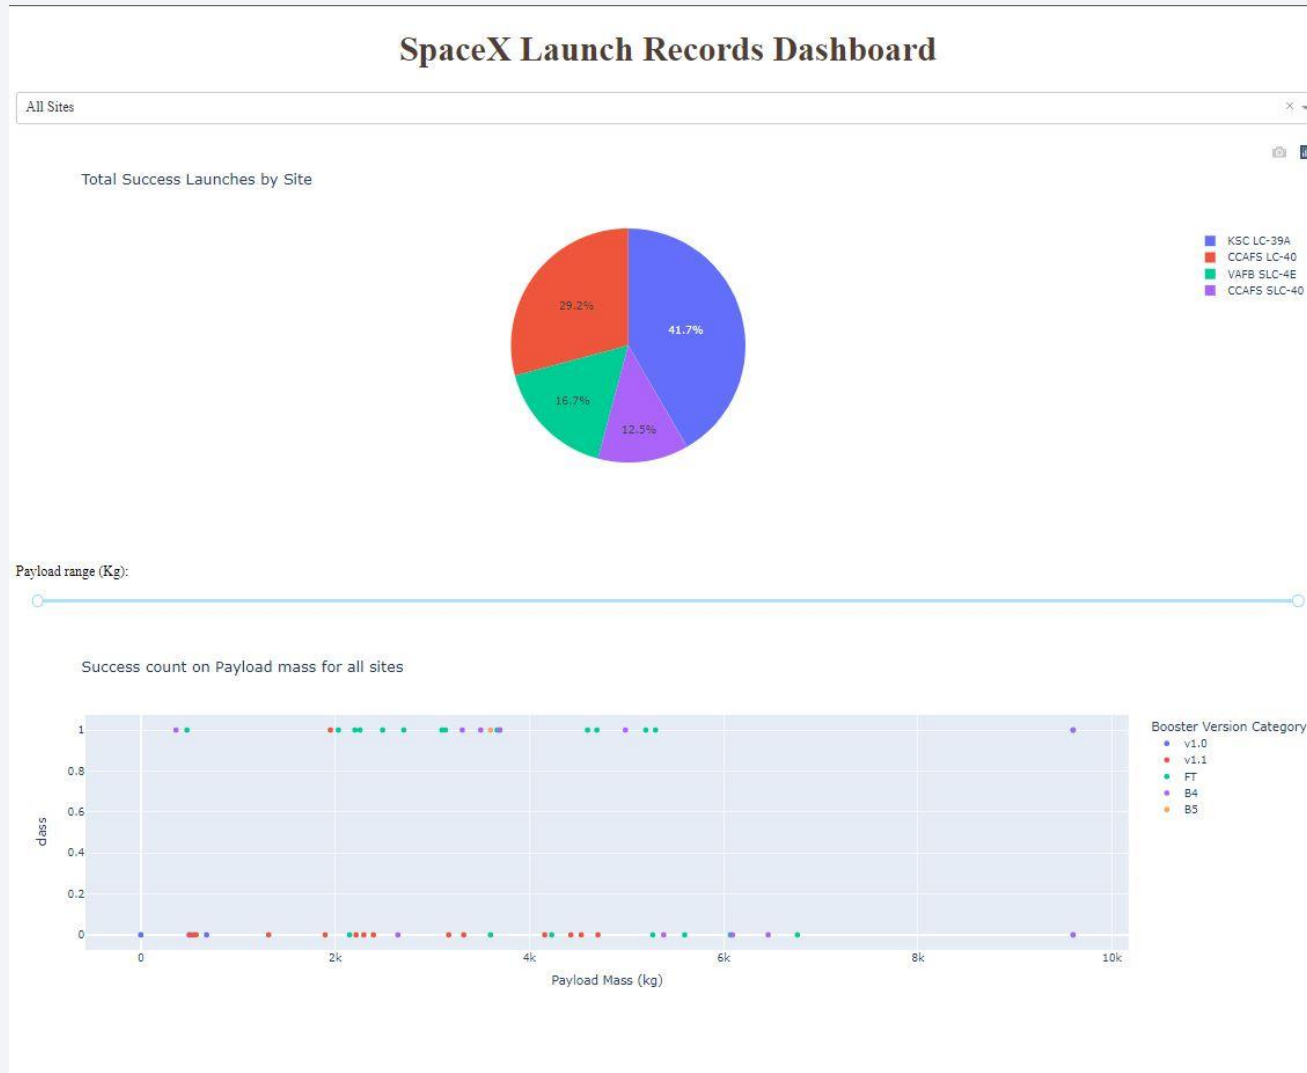 SpaceX Launch Records Dashboard
All Sites
×
Total Success Launches by Site
KSC LC-39A
CCAFS LC-40
VAFB SLC-4E
CCAFS SLC-40
29.2%
41.7%
16.7%
12.5%
Payload range (Kg):
Success count on Payload mass for all sites
Booster Version Category
v1.0
v1.1
FT
B4
B5
1
0.8
0.6
0.4
0.2
0
class
0 2k 4k 6k 8k 10k
Payload Mass (kg)